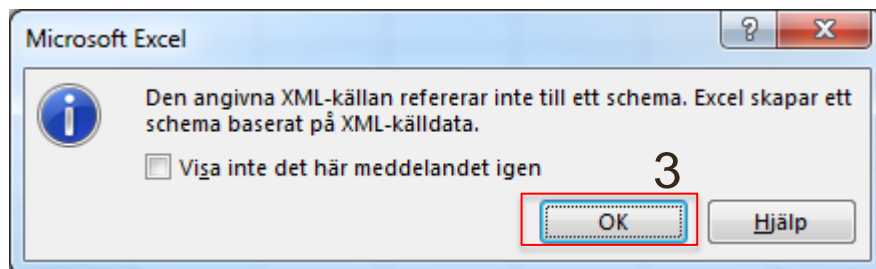 Microsoft Excel
Den angivna XML-källan refererar inte till ett schema. Excel skapar ett
schema baserat på XML-källdata.
Visa inte det här meddelandet igen
3
OK
Hjälp